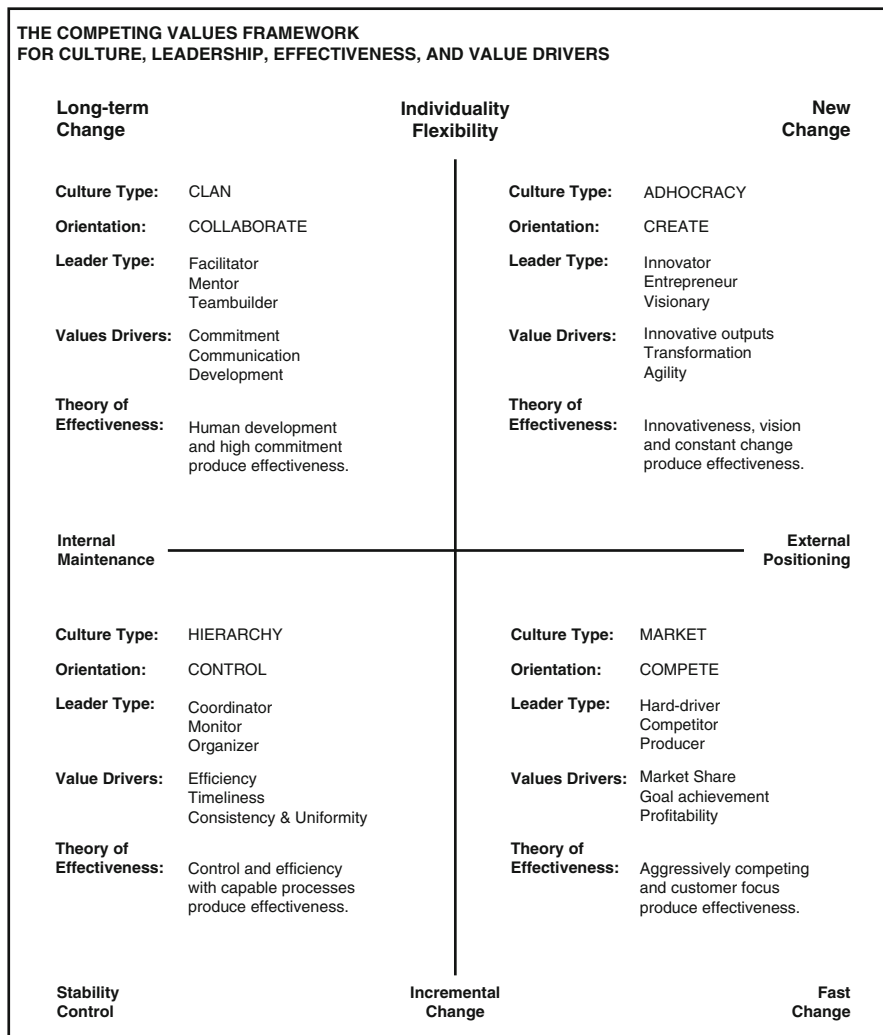 THE COMPETING VALUES FRAMEWORK
FOR CULTURE, LEADERSHIP, EFFECTIVENESS, AND VALUE DRIVERS
Long-term
Change
Individuality
Flexibility
New
Change
Culture Type: CLAN
Orientation: COLLABORATE
Leader Type: Facilitator
Mentor
Teambuilder
Values Drivers: Commitment
Communication
Development
Theory of
Effectiveness: Human development
and high commitment
produce effectiveness.
Culture Type: ADHOCRACY
Orientation: CREATE
Leader Type: Innovator
Entrepreneur
Visionary
Value Drivers: Innovative outputs
Transformation
Agility
Theory of
Effectiveness: Innovativeness, vision
and constant change
produce effectiveness.
Internal
Maintenance
External
Positioning
Culture Type: HIERARCHY
Orientation: CONTROL
Leader Type: Coordinator
Monitor
Organizer
Value Drivers: Efficiency
Timeliness
Consistency & Uniformity
Theory of
Effectiveness: Control and efficiency
with capable processes
produce effectiveness.
Culture Type: MARKET
Orientation: COMPETE
Leader Type: Hard-driver
Competitor
Producer
Values Drivers: Market Share
Goal achievement
Profitability
Theory of
Effectiveness: Aggressively competing
and customer focus
produce effectiveness.
Stability
Control
Incremental
Change
Fast
Change